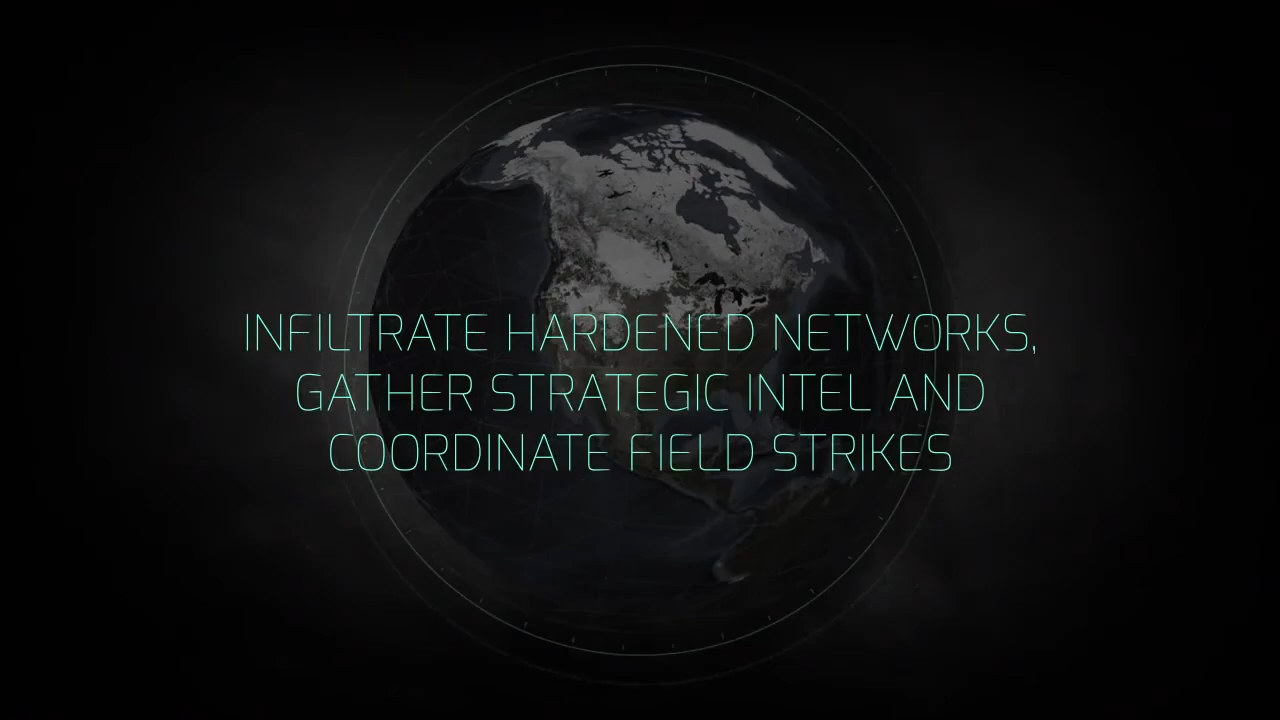 INFILTRATE HARDENED NETWORKS,
GATHER STRATEGIC INTEL AND
COORDINATE FIELD STRIKES